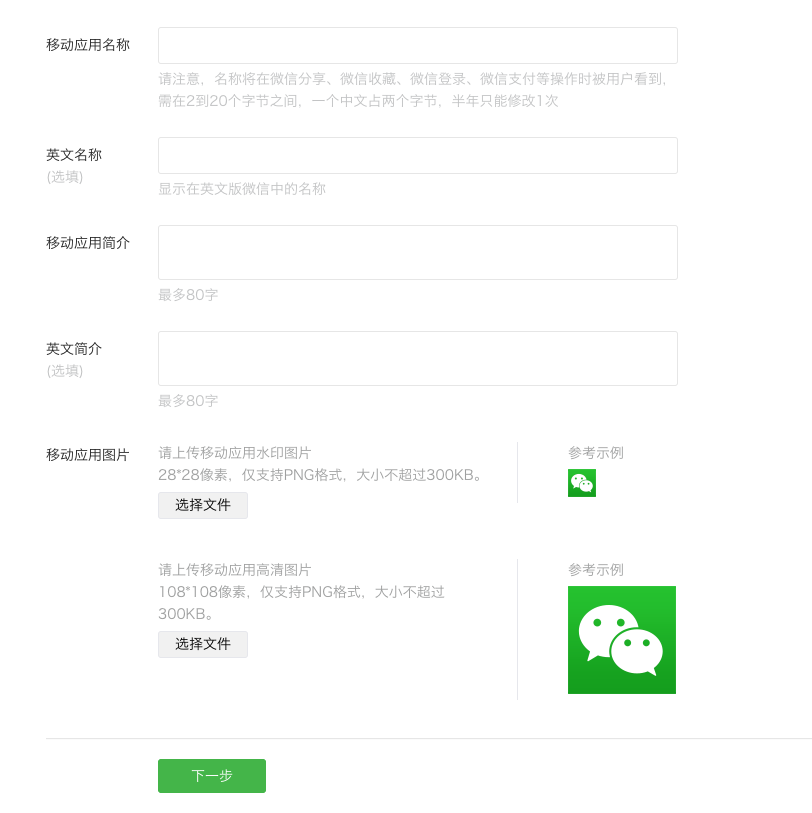 移动应用名称
请注意，名称将在微信分享、微信收藏、微信登录、微信支付等操作时被用户看到，
需在2到20个字节之间，一个中文占两个字节，半年只能修改1次
英文名称
(选填)
显示在英文版微信中的名称
移动应用简介
最多80字
英文简介
(选填)
最多80字
移动应用图片
请上传移动应用水印图片
28*28像素，仅支持PNG格式，大小不超过300KB。
选择文件
参考示例
请上传移动应用高清图片
108*108像素，仅支持PNG格式，大小不超过
300KB。
选择文件
参考示例
下一步